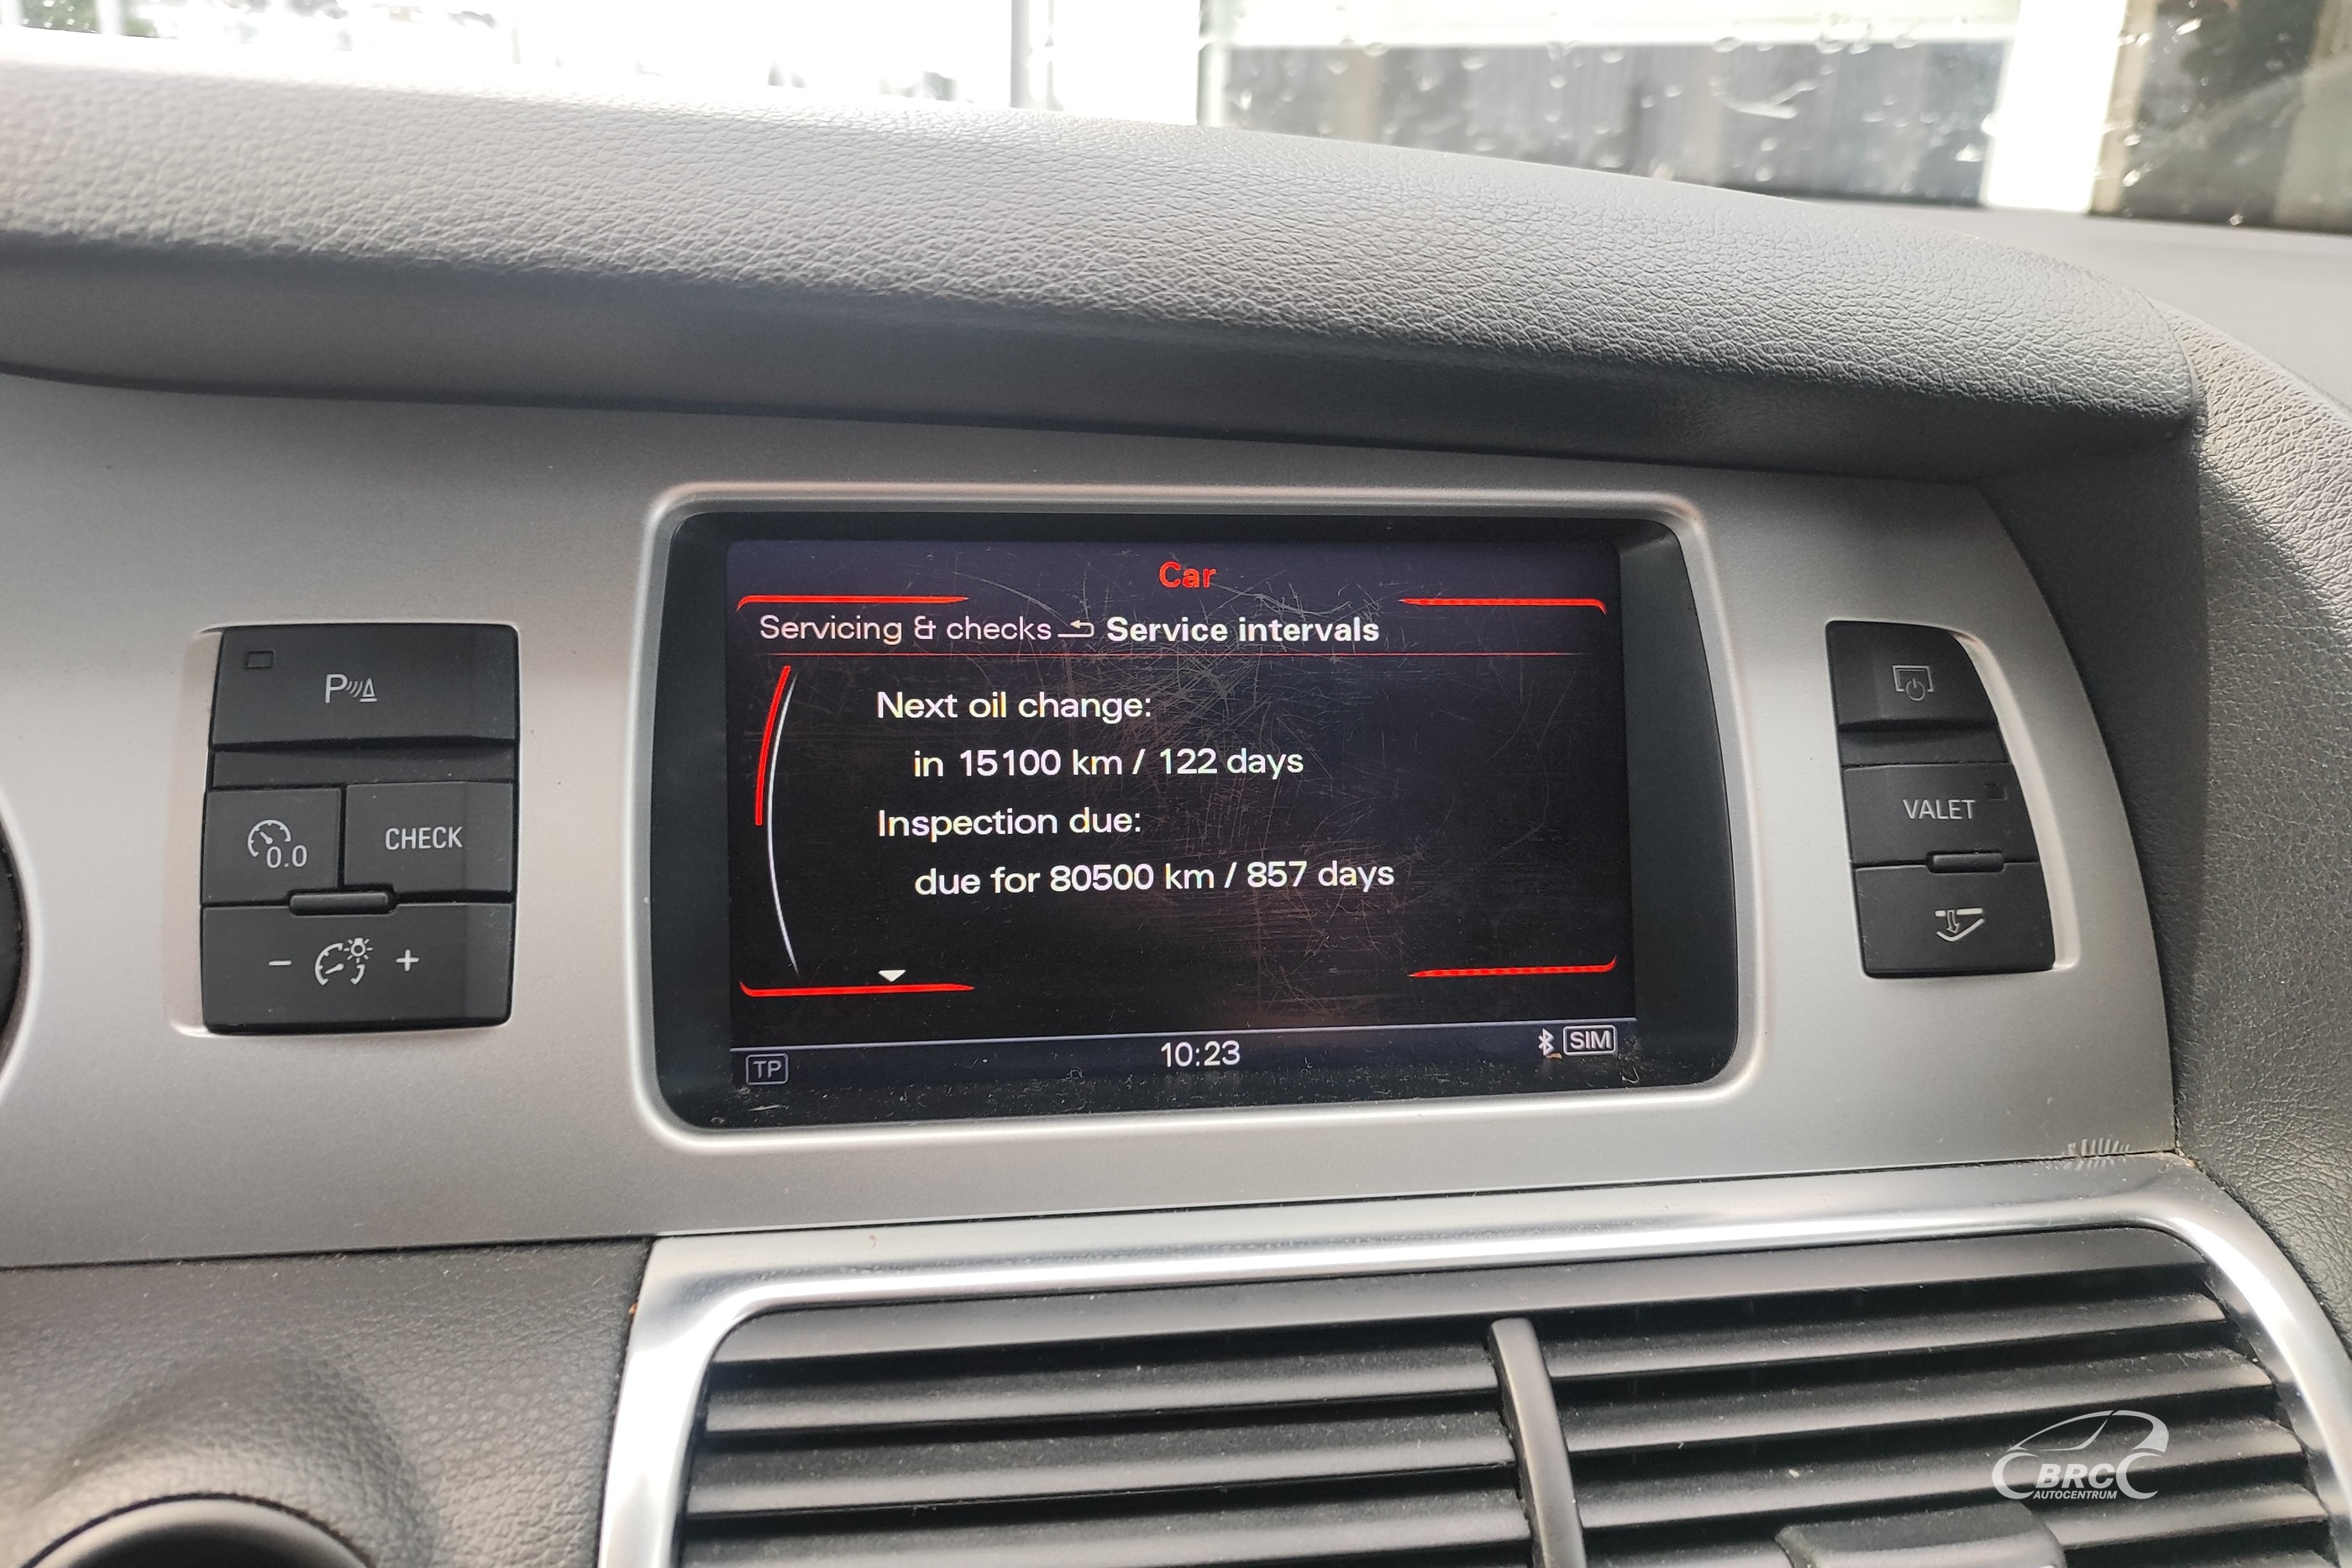 Car
Servicing & checks Service intervals
Next oil change:
in 15100 km / 122 days
Inspection due:
due for 80500 km / 857 days
TP
10:23
SIM
P
0.0
CHECK
- +
VALET
BRC
AUTOCENTRUM